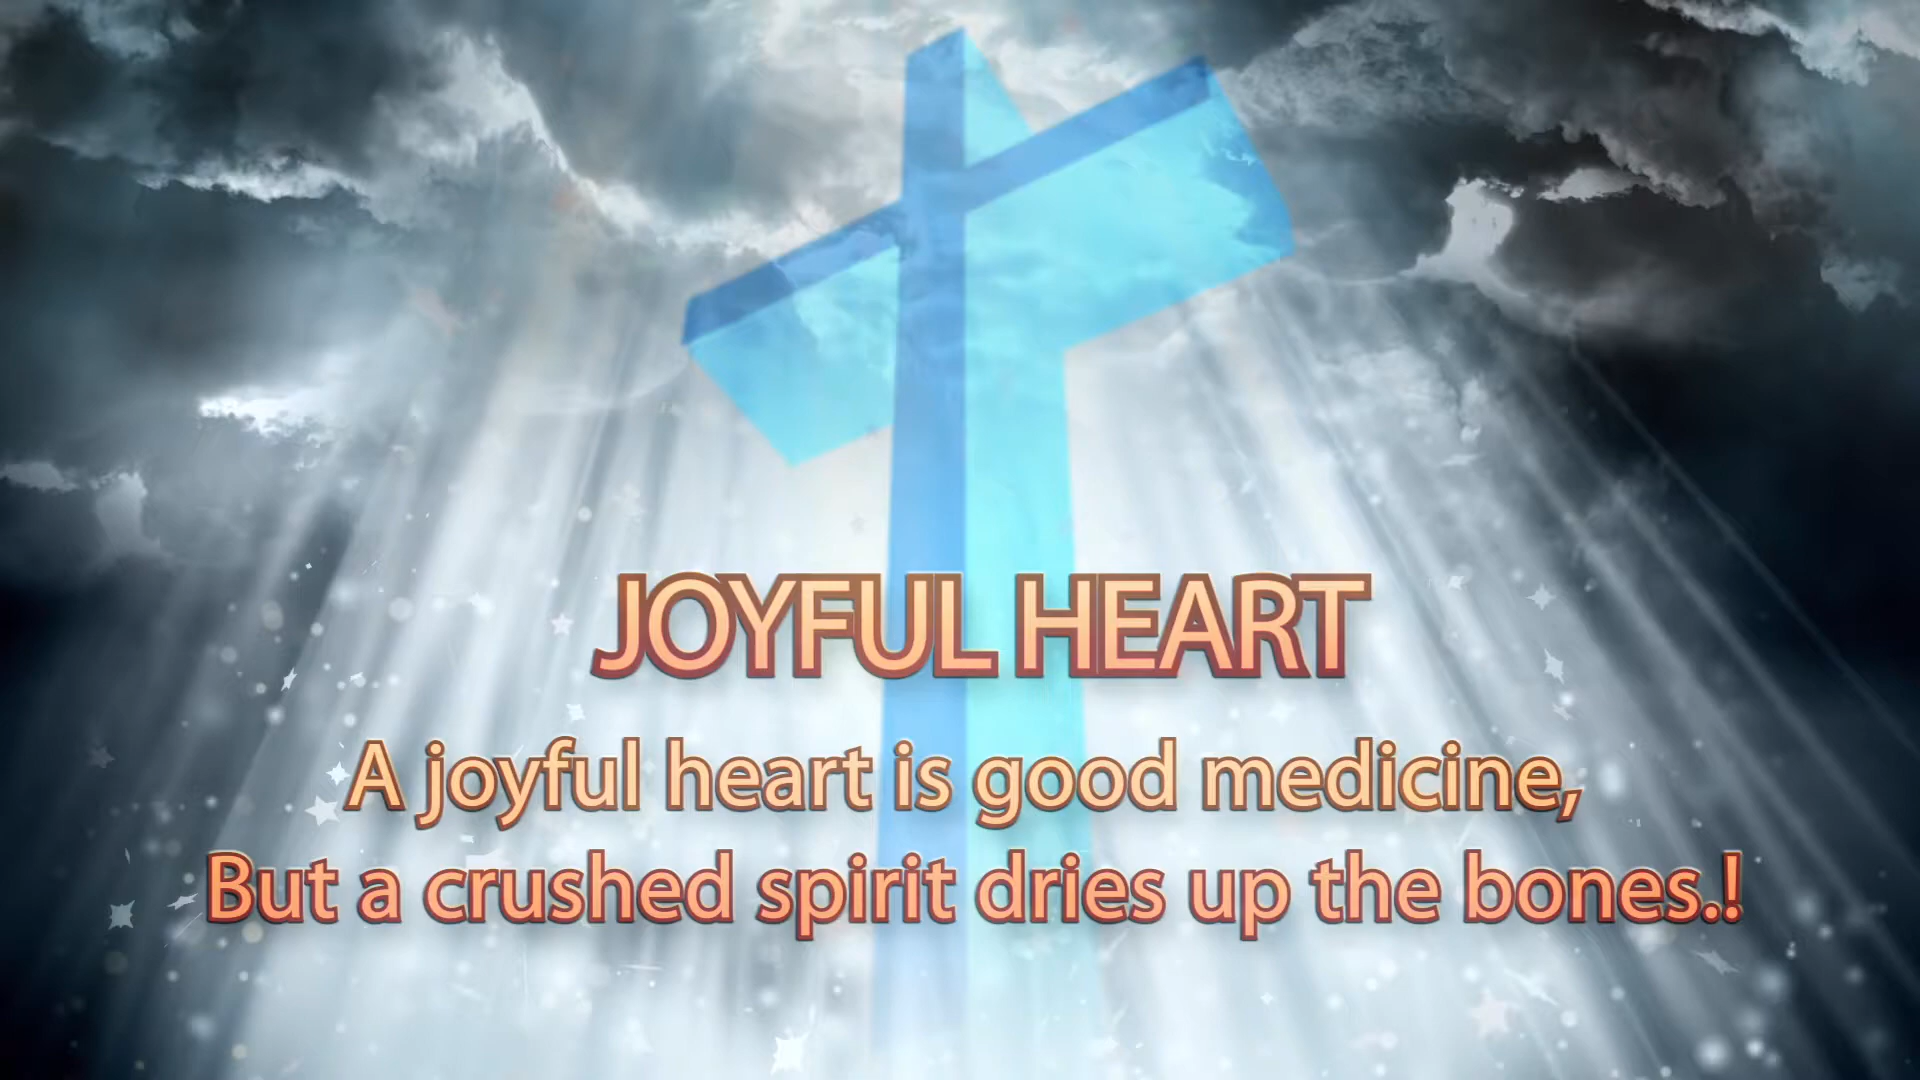 JOYFUL HEART
A joyful heart is good medicine,
But a crushed spirit dries up the bones.!